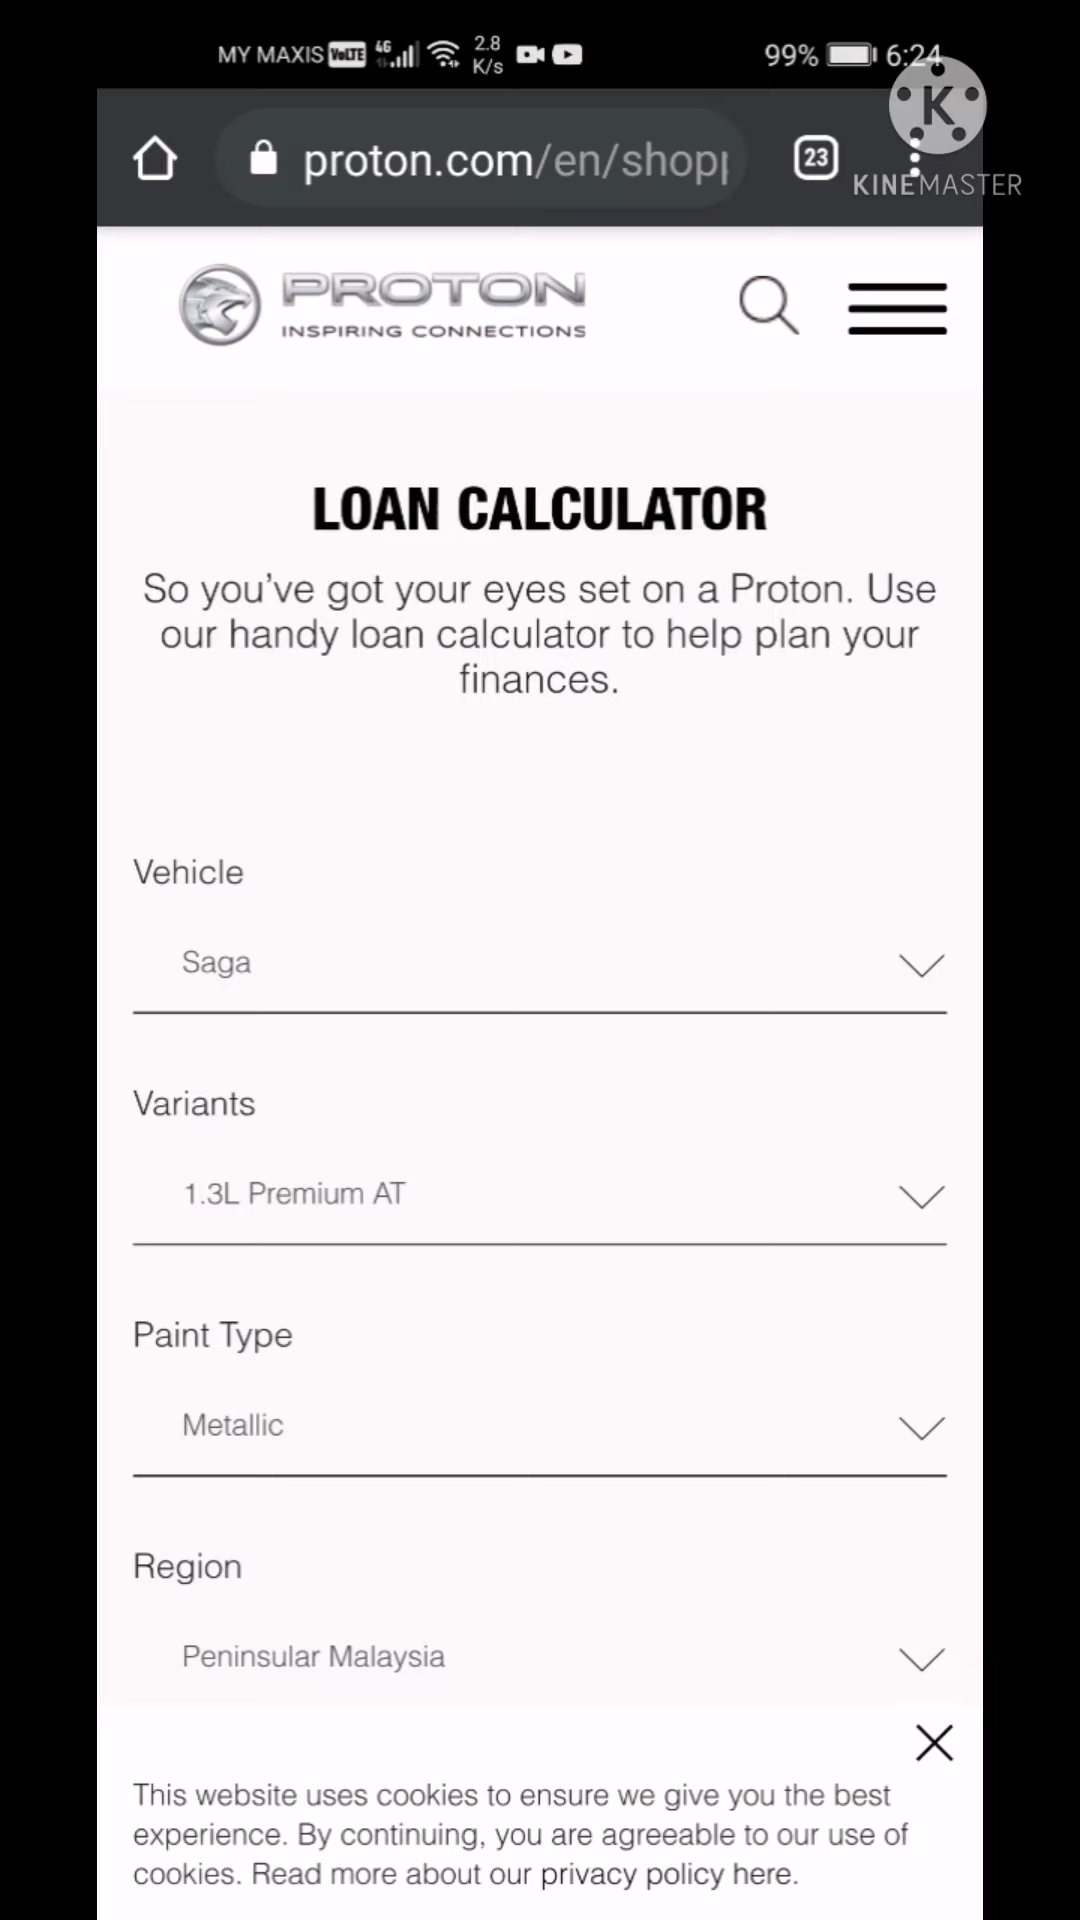 MY MAXIS VoLTE 4G 2.8 K/s 99% 6:24
K
KINEMASTER
proton.com/en/shopp 23
PROTON
INSPIRING CONNECTIONS
LOAN CALCULATOR
So you’ve got your eyes set on a Proton. Use
our handy loan calculator to help plan your
finances.
Vehicle
Saga
Variants
1.3L Premium AT
Paint Type
Metallic
Region
Peninsular Malaysia
This website uses cookies to ensure we give you the best
experience. By continuing, you are agreeable to our use of
cookies. Read more about our privacy policy here.